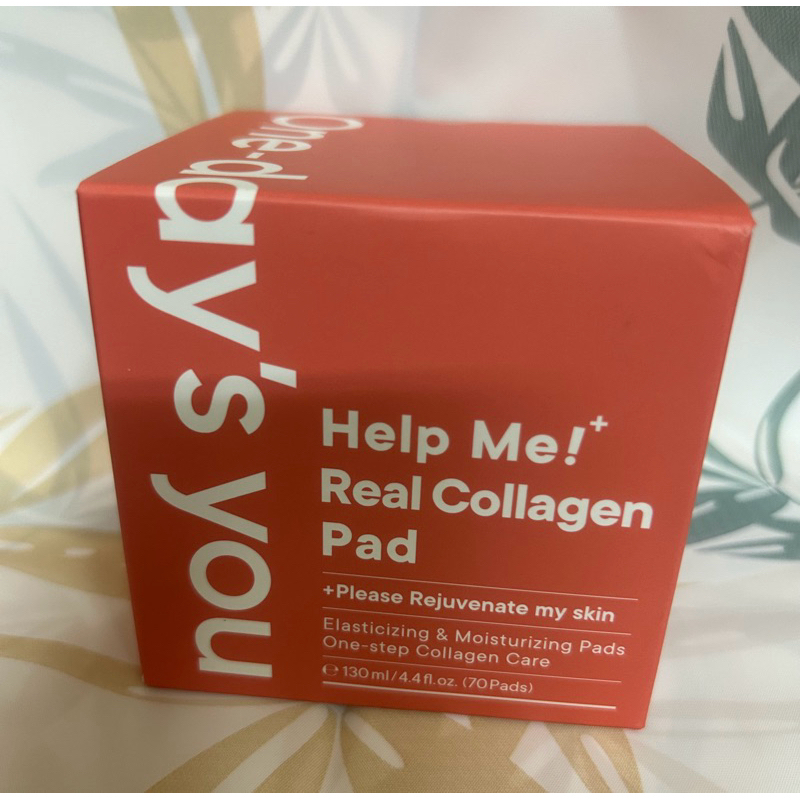 One-day's you
Help Me!+
Real Collagen
Pad
+Please Rejuvenate my skin
Elasticizing & Moisturizing Pads
One-step Collagen Care
℮ 130 ml / 4.4 fl. oz. (70 Pads)